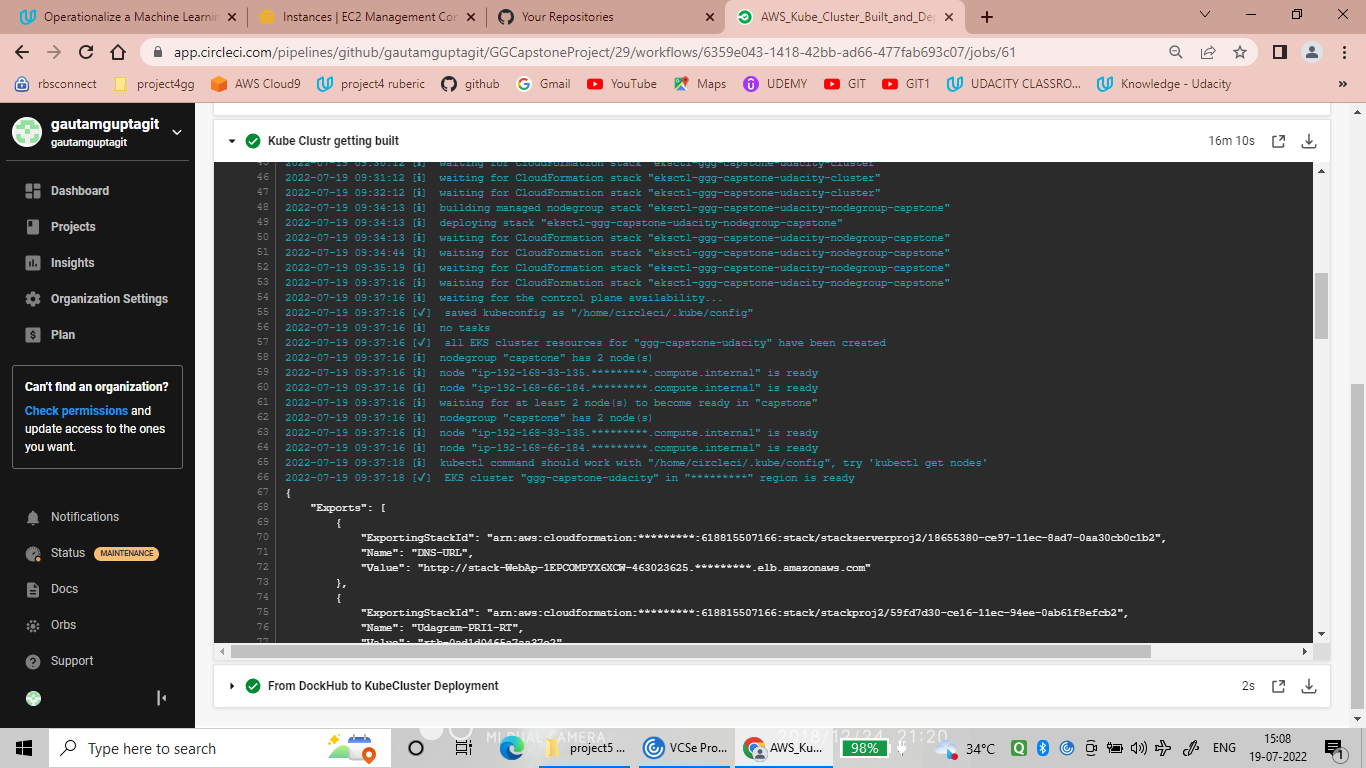 Operationalize a Machine Learnin
Instances | EC2 Management Con
Your Repositories
AWS_Kube_Cluster_Built_and_De
app.circleci.com/pipelines/github/gautamguptagit/GGCapstoneProject/29/workflows/6359e043-1418-42bb-ad66-477fab693c07/jobs/61
rbsconnect
project4gg
AWS Cloud9
project4 ruberic
github
Gmail
YouTube
Maps
UDEMY
GIT
GIT1
UDACITY CLASSRO...
Knowledge - Udacity
»
gautamguptagit
gautamguptagit
Dashboard
Projects
Insights
Organization Settings
Plan
Can't find an organization?
Check permissions and
update access to the ones
you want.
Notifications
Status MAINTENANCE
Docs
Orbs
Support
Kube Clustr getting built
16m 10s
45 2022-07-19 09:30:12 [i] waiting for CloudFormation stack "eksctl-ggg-capstone-udacity-cluster"
46 2022-07-19 09:31:12 [i] waiting for CloudFormation stack "eksctl-ggg-capstone-udacity-cluster"
47 2022-07-19 09:32:12 [i] waiting for CloudFormation stack "eksctl-ggg-capstone-udacity-cluster"
48 2022-07-19 09:34:13 [i] building managed nodegroup stack "eksctl-ggg-capstone-udacity-nodegroup-capstone"
49 2022-07-19 09:34:13 [i] deploying stack "eksctl-ggg-capstone-udacity-nodegroup-capstone"
50 2022-07-19 09:34:13 [i] waiting for CloudFormation stack "eksctl-ggg-capstone-udacity-nodegroup-capstone"
51 2022-07-19 09:34:44 [i] waiting for CloudFormation stack "eksctl-ggg-capstone-udacity-nodegroup-capstone"
52 2022-07-19 09:35:19 [i] waiting for CloudFormation stack "eksctl-ggg-capstone-udacity-nodegroup-capstone"
53 2022-07-19 09:37:16 [i] waiting for CloudFormation stack "eksctl-ggg-capstone-udacity-nodegroup-capstone"
54 2022-07-19 09:37:16 [i] waiting for the control plane availability...
55 2022-07-19 09:37:16 [✓] saved kubeconfig as "/home/circleci/.kube/config"
56 2022-07-19 09:37:16 [i] no tasks
57 2022-07-19 09:37:16 [✓] all EKS cluster resources for "ggg-capstone-udacity" have been created
58 2022-07-19 09:37:16 [i] nodegroup "capstone" has 2 node(s)
59 2022-07-19 09:37:16 [i] node "ip-192-168-33-135.*********.compute.internal" is ready
60 2022-07-19 09:37:16 [i] node "ip-192-168-66-184.*********.compute.internal" is ready
61 2022-07-19 09:37:16 [i] waiting for at least 2 node(s) to become ready in "capstone"
62 2022-07-19 09:37:16 [i] nodegroup "capstone" has 2 node(s)
63 2022-07-19 09:37:16 [i] node "ip-192-168-33-135.*********.compute.internal" is ready
64 2022-07-19 09:37:16 [i] node "ip-192-168-66-184.*********.compute.internal" is ready
65 2022-07-19 09:37:18 [i] kubectl command should work with "/home/circleci/.kube/config", try 'kubectl get nodes'
66 2022-07-19 09:37:18 [✓] EKS cluster "ggg-capstone-udacity" in "*********" region is ready
67 {
68 "Exports": [
69 {
70 "ExportingStackId": "arn:aws:cloudformation:*********:618815507166:stack/stackserverproj2/18655380-ce97-11ec-8ad7-0aa30cb0c1b2",
71 "Name": "DNS-URL",
72 "Value": "http://stack-WebAp-1EPCOMPYX6XCW-463023625.*********.elb.amazonaws.com"
73 },
74 {
75 "ExportingStackId": "arn:aws:cloudformation:*********:618815507166:stack/stackproj2/59fd7d30-ce16-11ec-94ee-0ab61f8efcb2",
76 "Name": "Udagram-PRI1-RT",
77 "Value": "rtb-0ad1d0465a7aa37e2"
From DockHub to KubeCluster Deployment
2s
MI DUAL CAMERA
2018/12/24 21:20
Type here to search
project5 ...
VCSe Pro...
AWS_Ku...
98%
34°C
ENG
15:08
19-07-2022
1